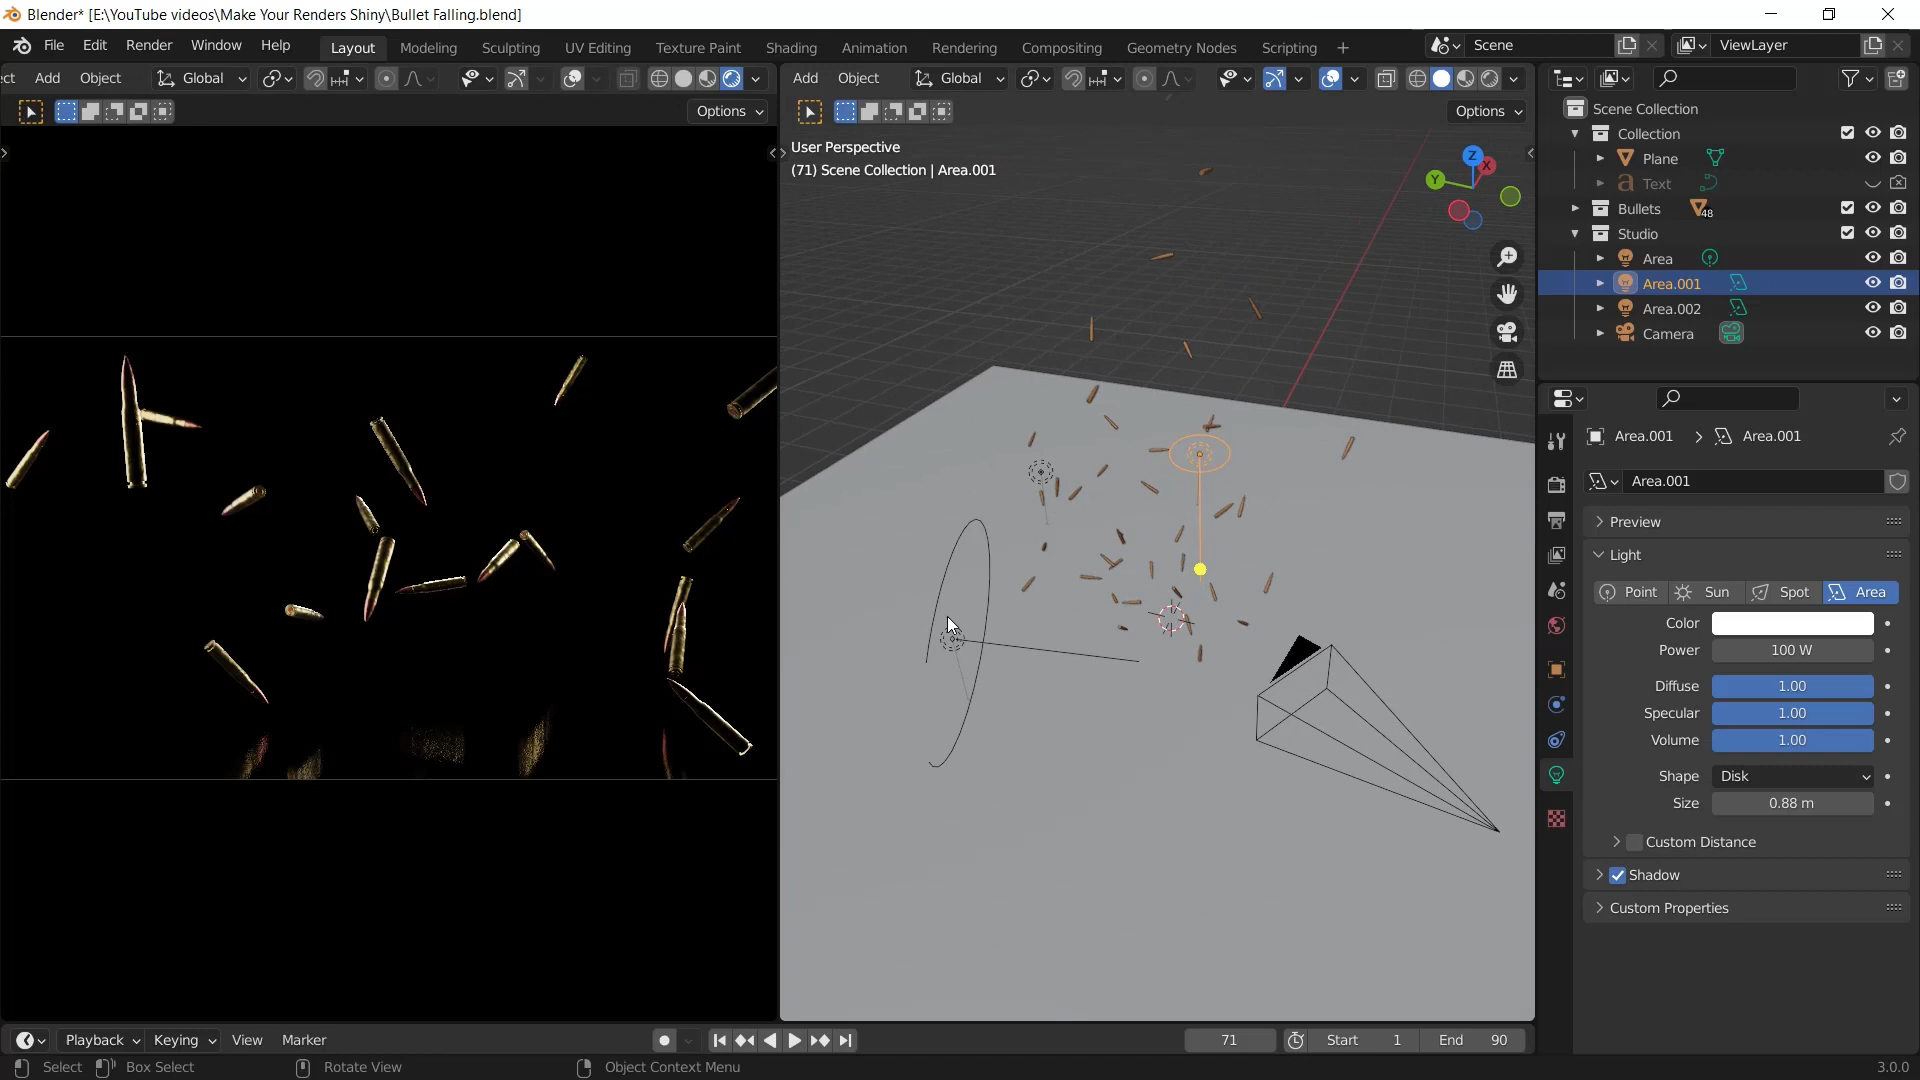 Blender* [E:\YouTube videos\Make Your Renders Shiny\Bullet Falling.blend]
File Edit Render Window Help Layout Modeling Sculpting UV Editing Texture Paint Shading Animation Rendering Compositing Geometry Nodes Scripting + Scene ViewLayer
ect Add Object Global Add Object Global
Options Options
User Perspective
(71) Scene Collection | Area.001
Z X Y
Scene Collection
Collection
Plane
Text
Bullets 48
Studio
Area
Area.001
Area.002
Camera
Area.001 > Area.001
Area.001
Preview
Light
Point Sun Spot Area
Color
Power 100 W
Diffuse 1.00
Specular 1.00
Volume 1.00
Shape Disk
Size 0.88 m
Custom Distance
Shadow
Custom Properties
Playback Keying View Marker 71 Start 1 End 90
Select Box Select Rotate View Object Context Menu 3.0.0